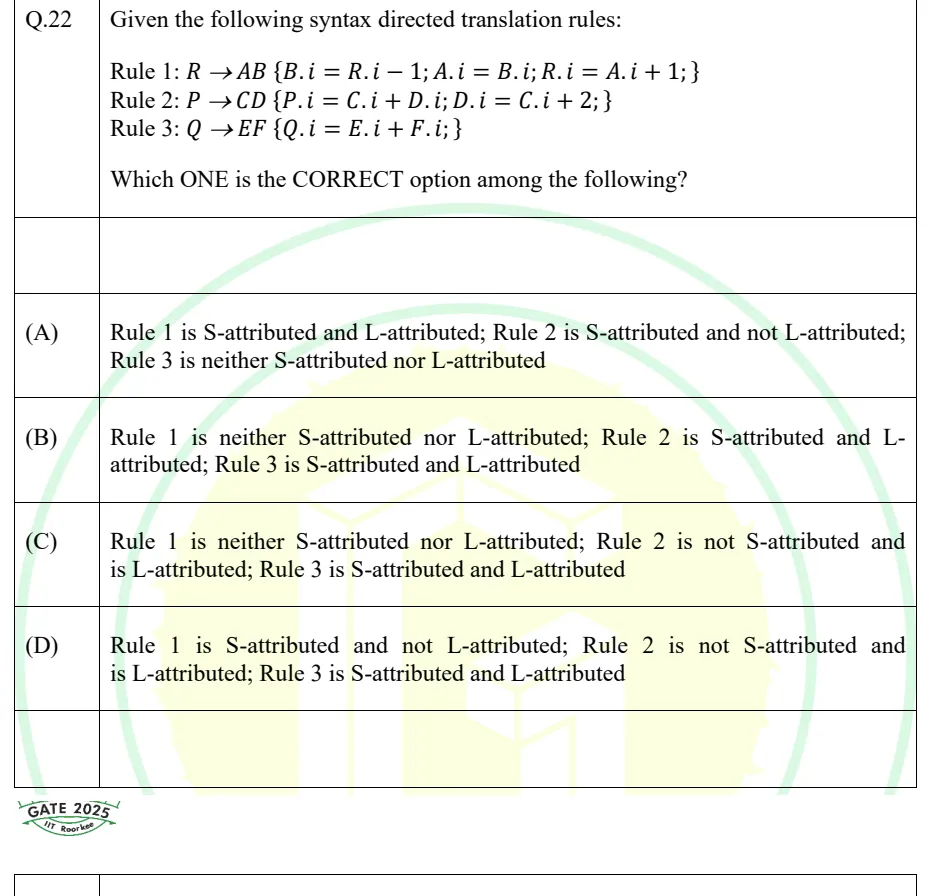 Q.22 Given the following syntax directed translation rules:
Rule 1: R → AB {B.i = R.i − 1; A.i = B.i; R.i = A.i + 1;}
Rule 2: P → CD {P.i = C.i + D.i; D.i = C.i + 2;}
Rule 3: Q → EF {Q.i = E.i + F.i;}
Which ONE is the CORRECT option among the following?
(A) Rule 1 is S-attributed and L-attributed; Rule 2 is S-attributed and not L-attributed;
Rule 3 is neither S-attributed nor L-attributed
(B) Rule 1 is neither S-attributed nor L-attributed; Rule 2 is S-attributed and L-
attributed; Rule 3 is S-attributed and L-attributed
(C) Rule 1 is neither S-attributed nor L-attributed; Rule 2 is not S-attributed and
is L-attributed; Rule 3 is S-attributed and L-attributed
(D) Rule 1 is S-attributed and not L-attributed; Rule 2 is not S-attributed and
is L-attributed; Rule 3 is S-attributed and L-attributed
GATE 2025
IIT Roorkee